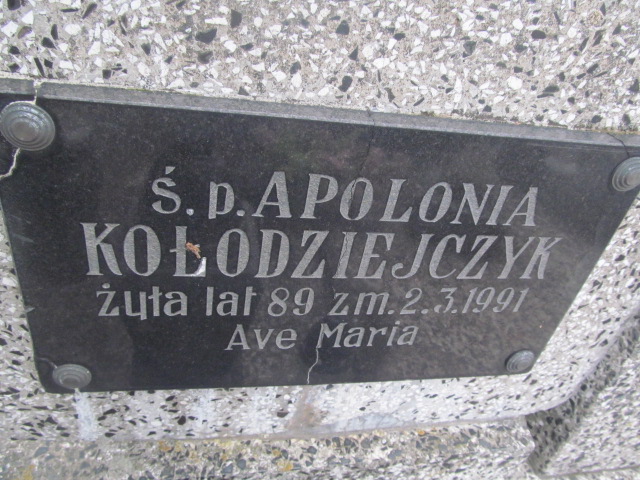 Ś.p. APOLONIA
KOŁODZIEJCZYK
żyła lat 89 zm. 2.3.1991
Ave Maria